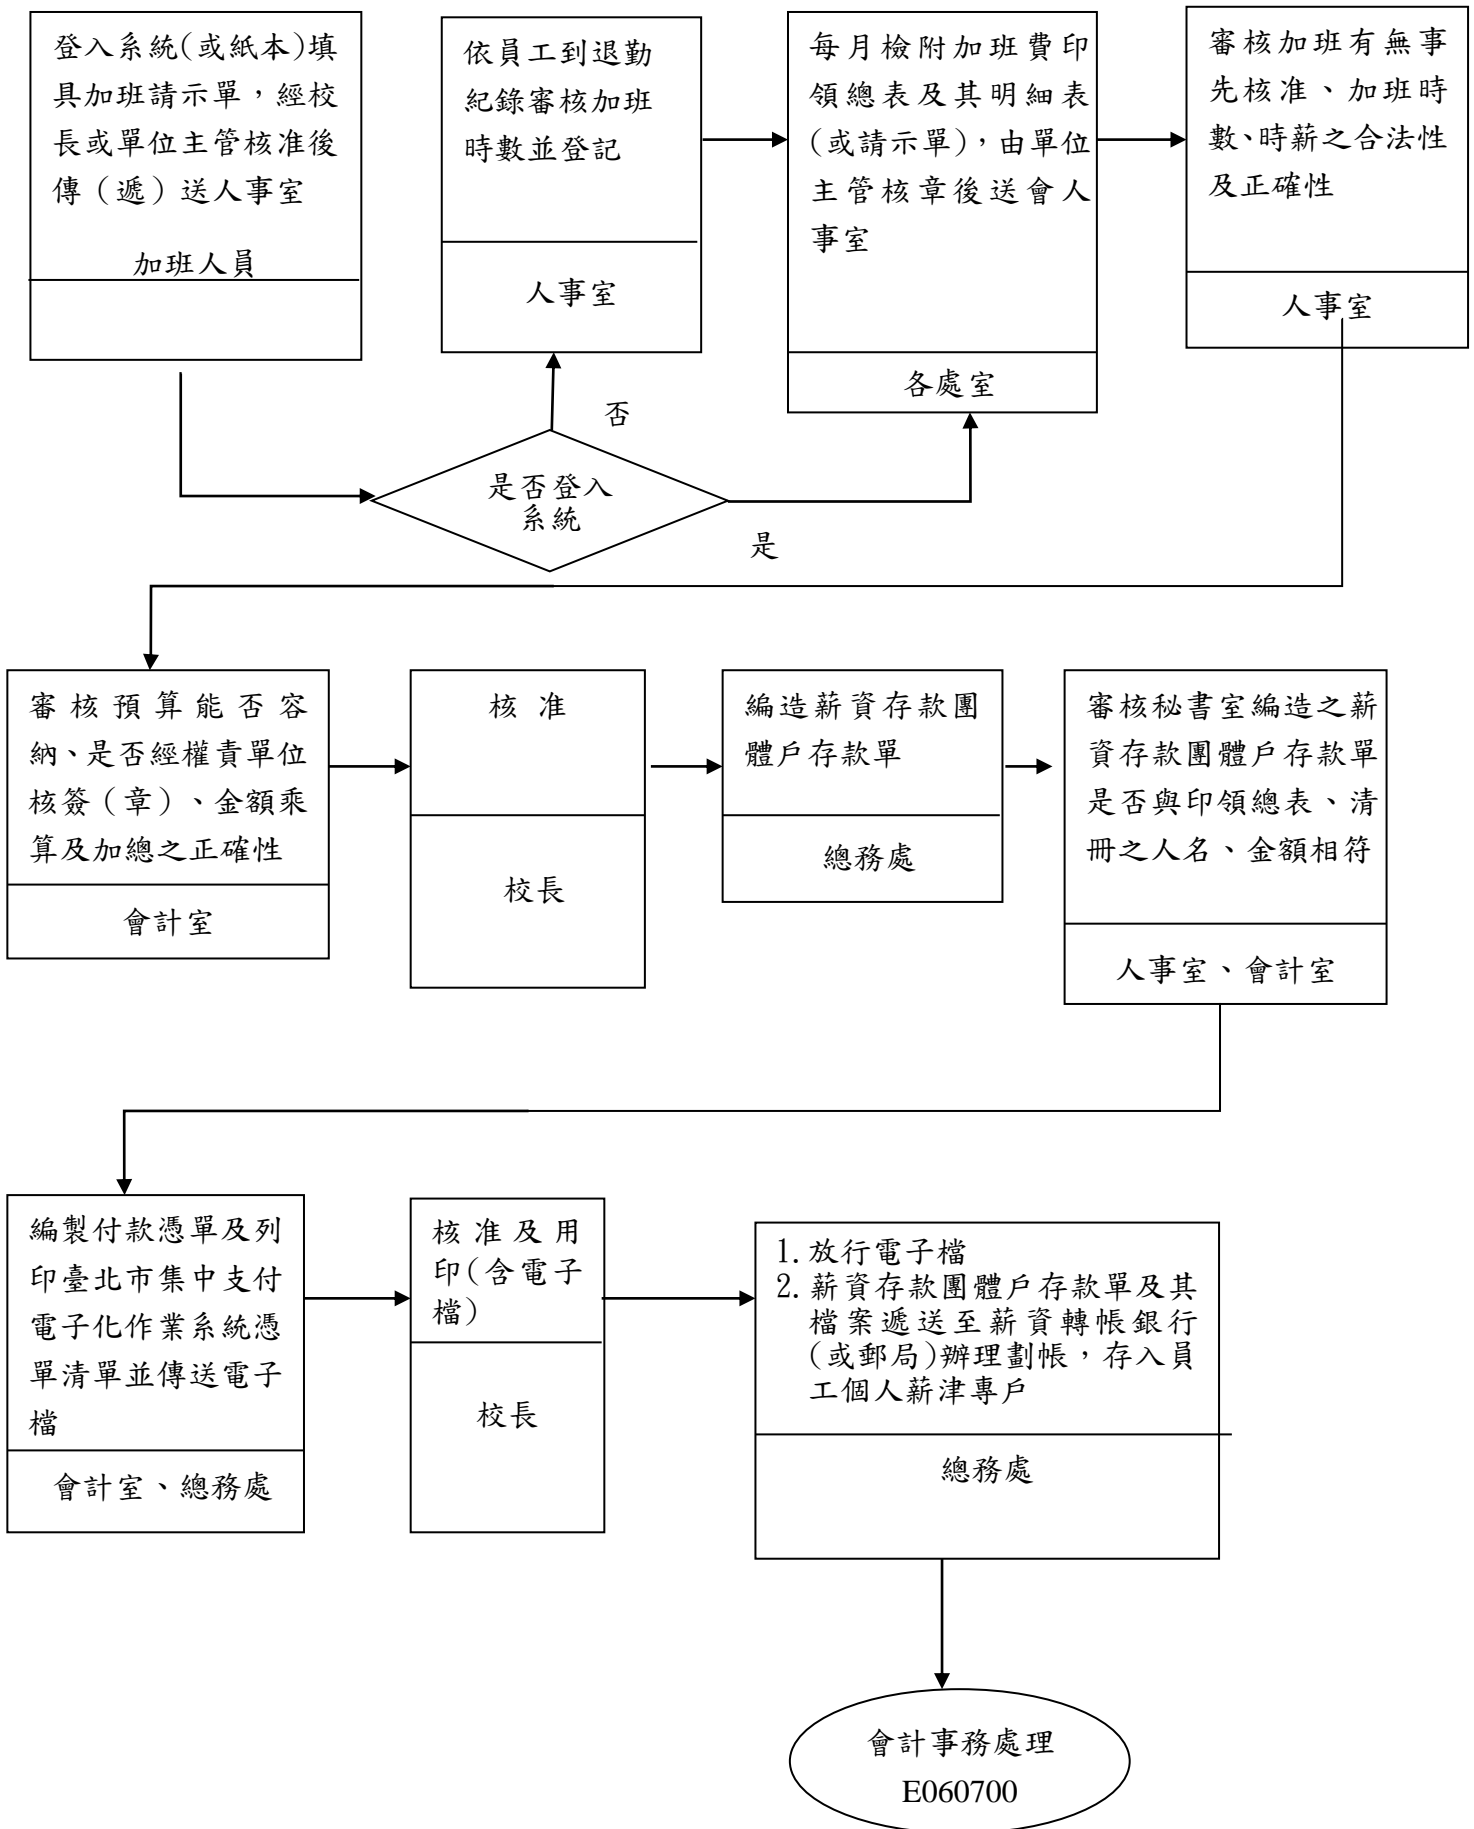 登入系統(或紙本)填
具加班請示單，經校
長或單位主管核准後
傳（遞）送人事室
加班人員
依員工到退勤
紀錄審核加班
時數並登記
人事室
每月檢附加班費印
領總表及其明細表
(或請示單)，由單位
主管核章後送會人
事室
各處室
審核加班有無事
先核准、加班時
數、時薪之合法性
及正確性
人事室
否
是否登入
系統
是
審核預算能否容
納、是否經權責單位
核簽（章）、金額乘
算及加總之正確性
會計室
核准
校長
編造薪資存款團
體戶存款單
總務處
審核秘書室編造之薪
資存款團體戶存款單
是否與印領總表、清
冊之人名、金額相符
人事室、會計室
編製付款憑單及列
印臺北市集中支付
電子化作業系統憑
單清單並傳送電子
檔
會計室、總務處
核准及用
印(含電子
檔)
校長
1.放行電子檔
2.薪資存款團體戶存款單及其
檔案遞送至薪資轉帳銀行
(或郵局)辦理劃帳，存入員
工個人薪津專戶
總務處
會計事務處理
E060700